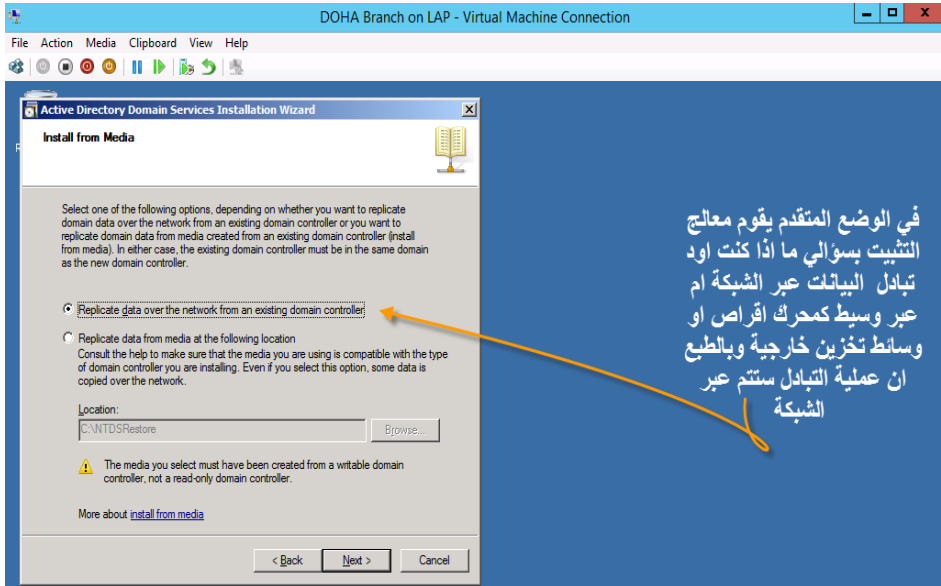 DOHA Branch on LAP - Virtual Machine Connection
File Action Media Clipboard View Help
Active Directory Domain Services Installation Wizard
Install from Media
Select one of the following options, depending on whether you want to replicate
domain data over the network from an existing domain controller or you want to
replicate domain data from media created from an existing domain controller (install
from media). In either case, the existing domain controller must be in the same domain
as the new domain controller.
Replicate data over the network from an existing domain controller
Replicate data from media at the following location
Consult the help to make sure that the media you are using is compatible with the type
of domain controller you are installing. Even if you select this option, some data is
copied over the network.
Location:
C:\NTDSRestore
Browse...
The media you select must have been created from a writable domain
controller, not a read-only domain controller.
More about install from media
< Back Next > Cancel
في الوضع المتقدم يقوم معالج
التثبيت بسؤالي ما اذا كنت اود
تبادل البيانات عبر الشبكة ام
عبر وسيط كمحرك اقراص او
وسائط تخزين خارجية وبالطبع
ان عملية التبادل ستتم عبر
الشبكة